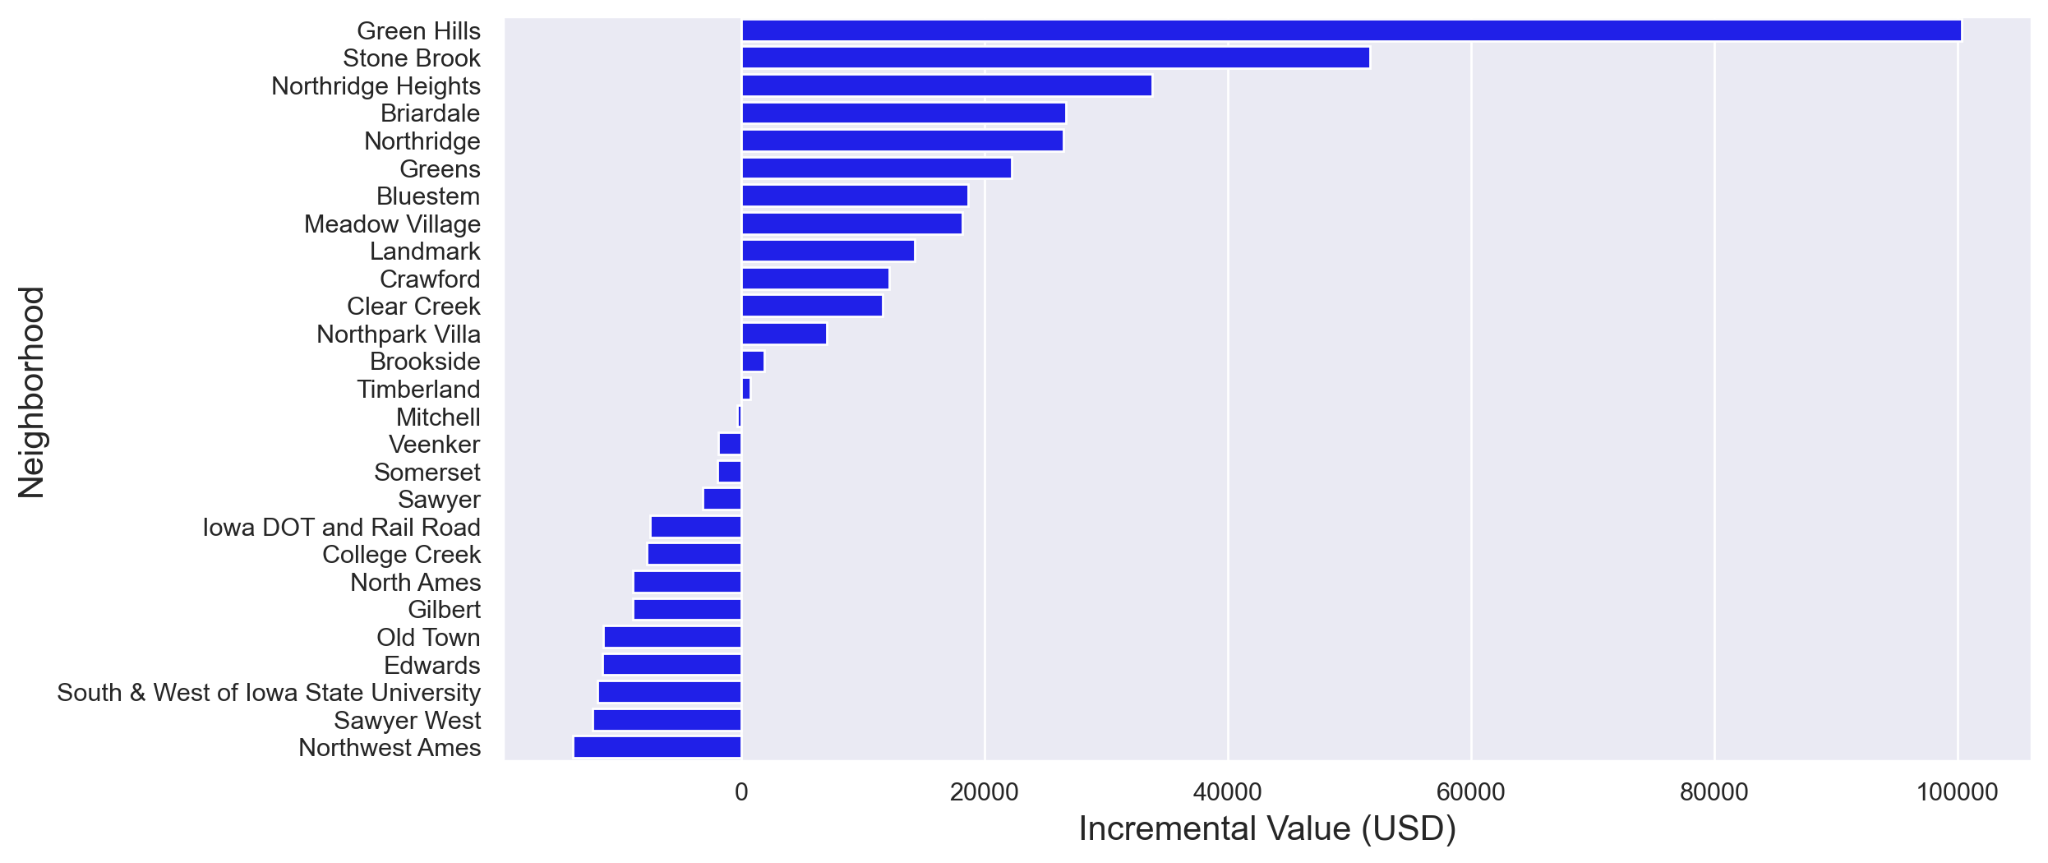 Green Hills
Stone Brook
Northridge Heights
Briardale
Northridge
Greens
Bluestem
Meadow Village
Landmark
Crawford
Clear Creek
Northpark Villa
Brookside
Timberland
Mitchell
Veenker
Somerset
Sawyer
Iowa DOT and Rail Road
College Creek
North Ames
Gilbert
Old Town
Edwards
South & West of Iowa State University
Sawyer West
Northwest Ames
Neighborhood
0 20000 40000 60000 80000 100000
Incremental Value (USD)